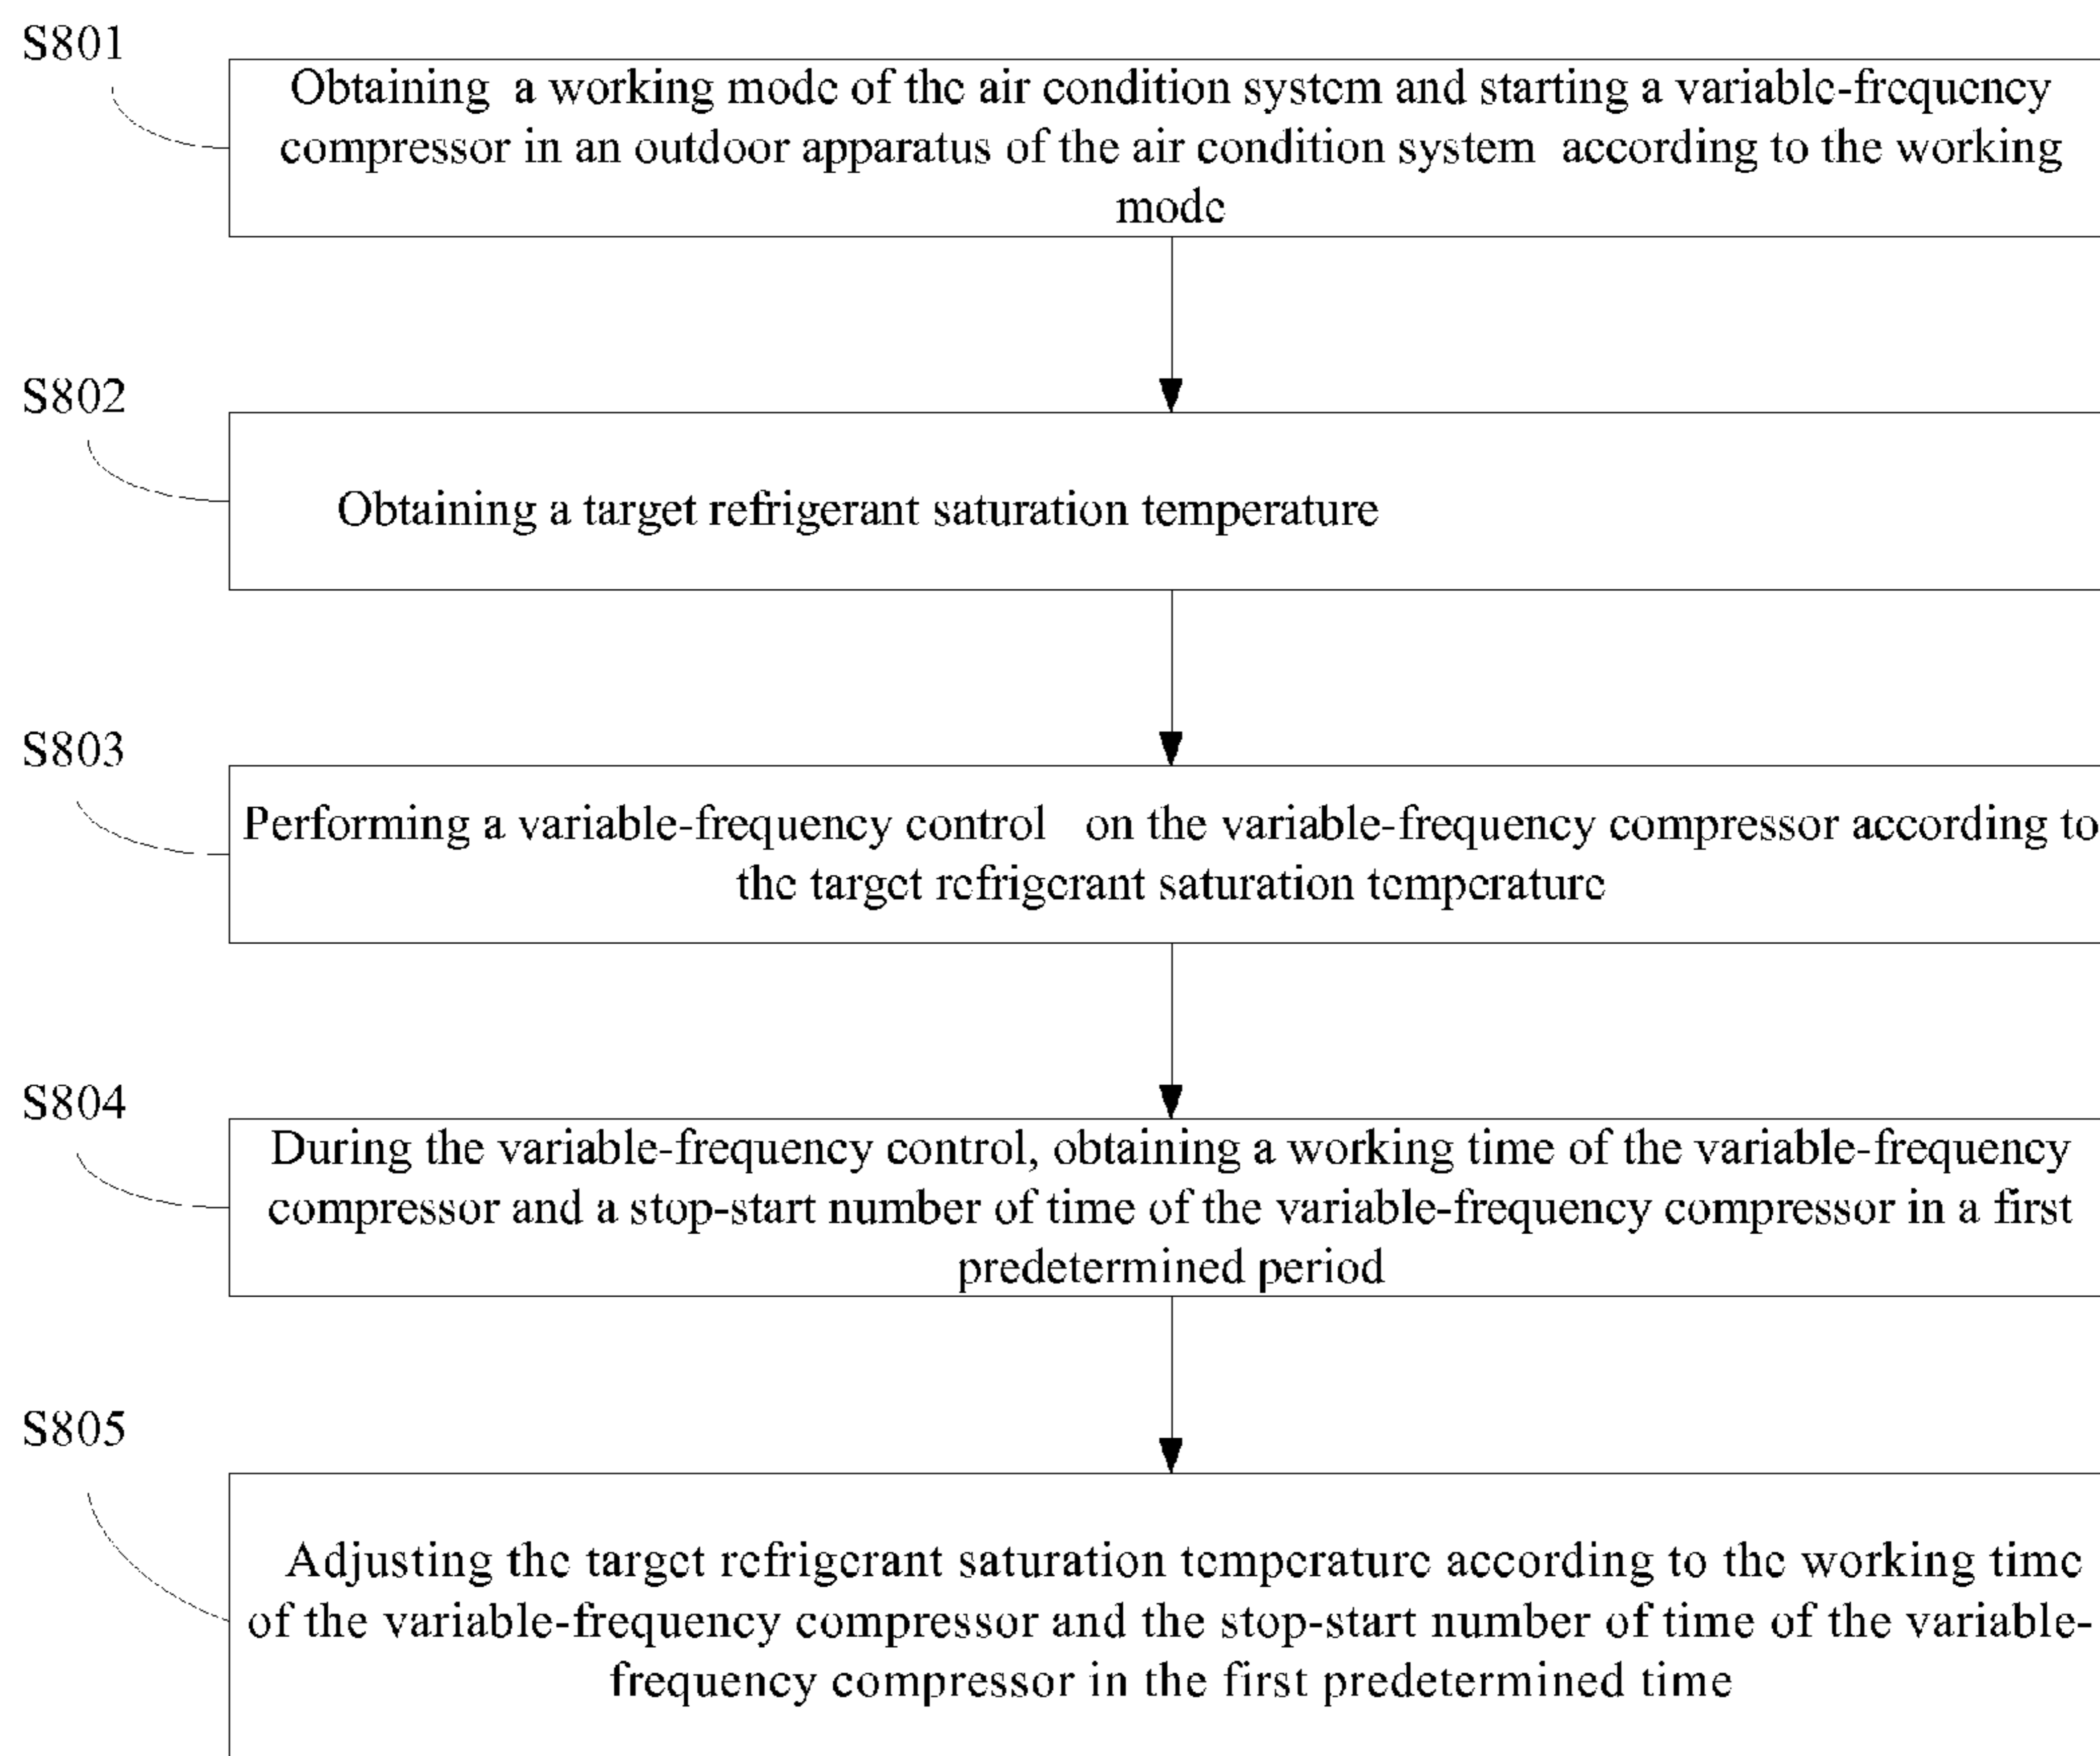 S801
Obtaining a working mode of the air condition system and starting a variable-frequency
compressor in an outdoor apparatus of the air condition system according to the working
mode
S802
Obtaining a target refrigerant saturation temperature
S803
Performing a variable-frequency control on the variable-frequency compressor according to
the target refrigerant saturation temperature
S804
During the variable-frequency control, obtaining a working time of the variable-frequency
compressor and a stop-start number of time of the variable-frequency compressor in a first
predetermined period
S805
Adjusting the target refrigerant saturation temperature according to the working time
of the variable-frequency compressor and the stop-start number of time of the variable-
frequency compressor in the first predetermined time